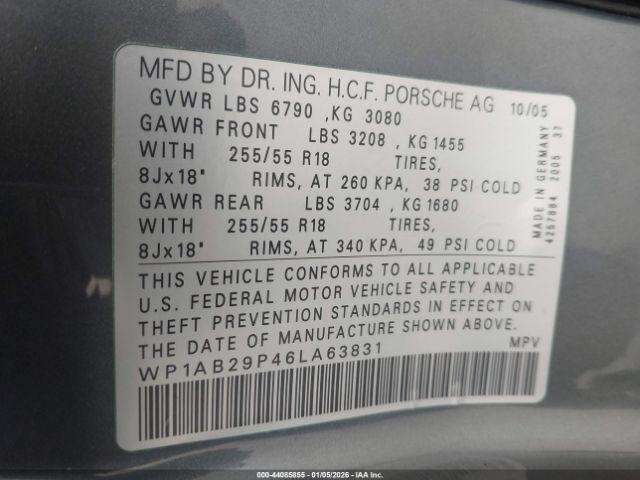 MFD BY DR. ING. H.C.F. PORSCHE AG 10/05
GVWR LBS 6790 ,KG 3080
GAWR FRONT LBS 3208 , KG 1455
WITH 255/55 R18 TIRES,
8Jx18" RIMS, AT 260 KPA, 38 PSI COLD
GAWR REAR LBS 3704 , KG 1680
WITH 255/55 R18 TIRES,
8Jx18" RIMS, AT 340 KPA, 49 PSI COLD
MADE IN GERMANY
4257884 2005 37
THIS VEHICLE CONFORMS TO ALL APPLICABLE
U.S. FEDERAL MOTOR VEHICLE SAFETY AND
THEFT PREVENTION STANDARDS IN EFFECT ON
THE DATE OF MANUFACTURE SHOWN ABOVE.
WP1AB29P46LA63831 MPV
000-44085855 - 01/05/2026 - IAA Inc.